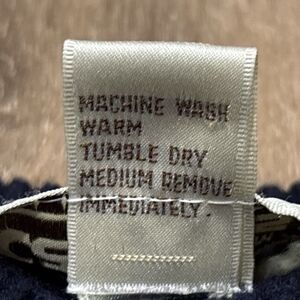 MACHINE WASH
WARM
TUMBLE DRY
MEDIUM REMOVE
IMMEDIATELY.